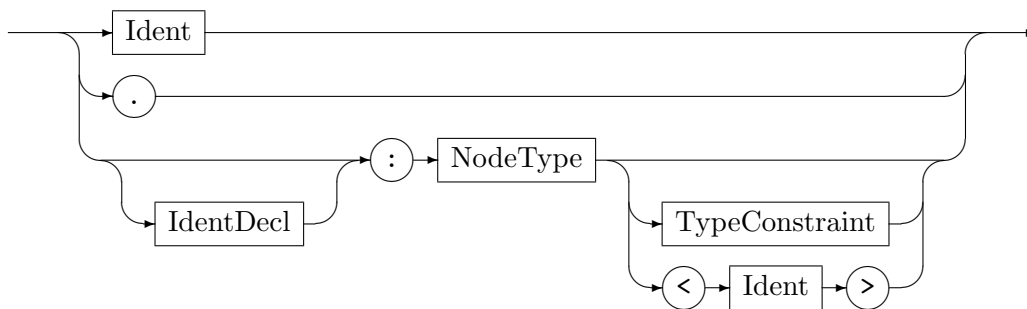 Ident
.
: NodeType
IdentDecl TypeConstraint
< Ident >